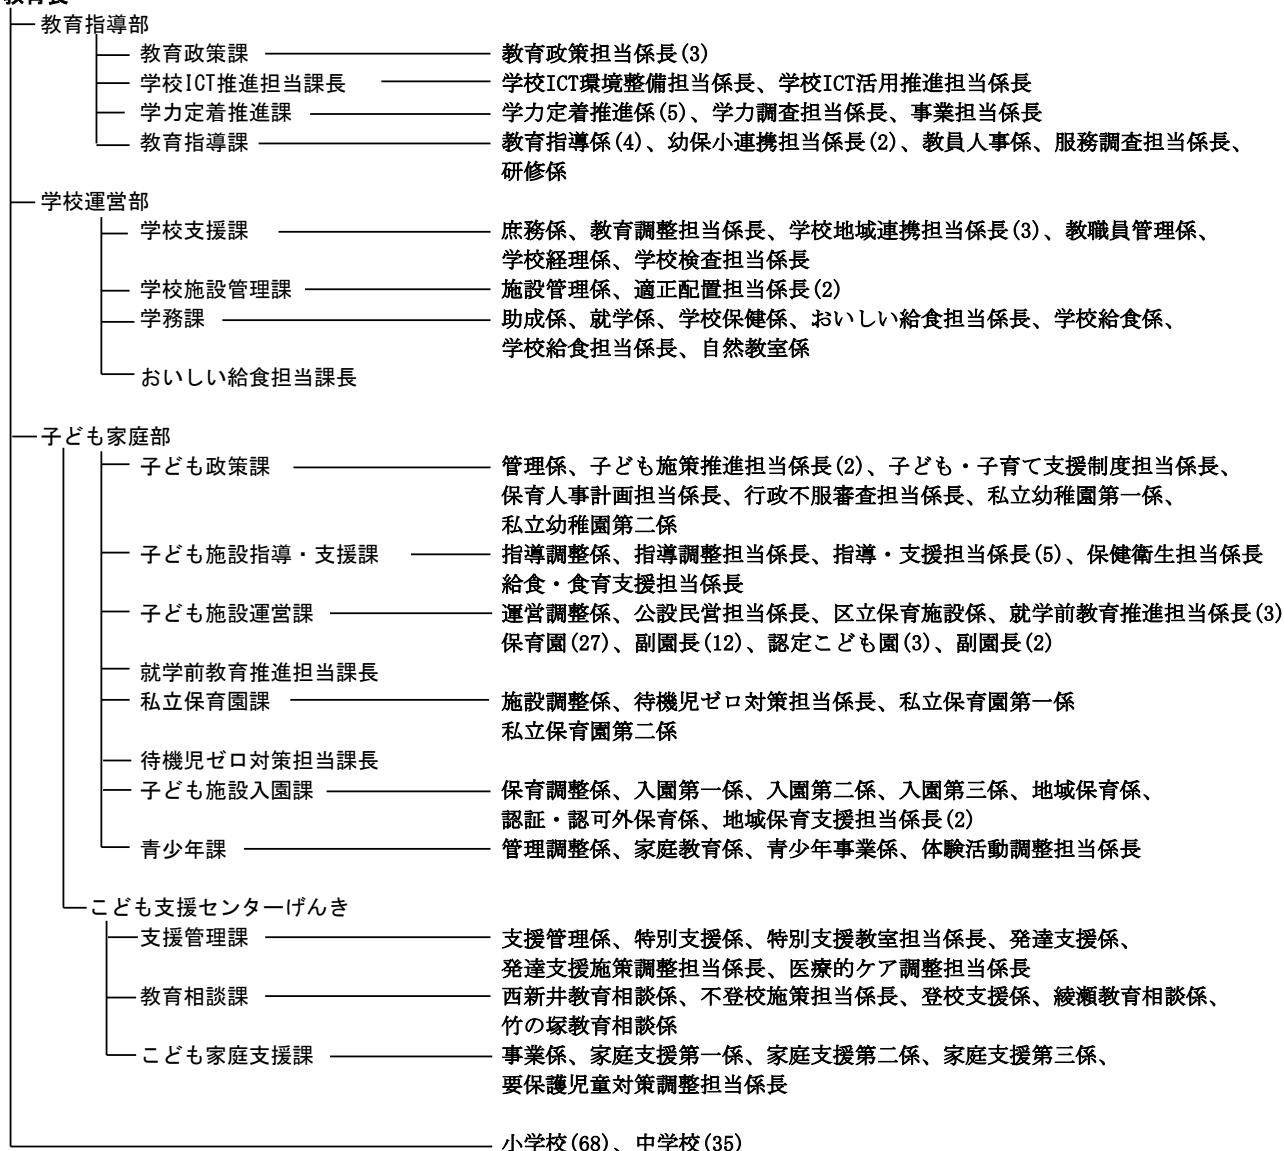 教育長
教育指導部
教育政策課 教育政策担当係長(3)
学校ICT推進担当課長 学校ICT環境整備担当係長、学校ICT活用推進担当係長
学力定着推進課 学力定着推進係(5)、学力調査担当係長、事業担当係長
教育指導課 教育指導係(4)、幼保小連携担当係長(2)、教員人事係、服務調査担当係長、
研修係
学校運営部
学校支援課 庶務係、教育調整担当係長、学校地域連携担当係長(3)、教職員管理係、
学校経理係、学校検査担当係長
学校施設管理課 施設管理係、適正配置担当係長(2)
学務課 助成係、就学係、学校保健係、おいしい給食担当係長、学校給食係、
学校給食担当係長、自然教室係
おいしい給食担当課長
子ども家庭部
子ども政策課 管理係、子ども施策推進担当係長(2)、子ども・子育て支援制度担当係長、
保育人事計画担当係長、行政不服審査担当係長、私立幼稚園第一係、
私立幼稚園第二係
子ども施設指導・支援課 指導調整係、指導調整担当係長、指導・支援担当係長(5)、保健衛生担当係長
給食・食育支援担当係長
子ども施設運営課 運営調整係、公設民営担当係長、区立保育施設係、就学前教育推進担当係長(3)
保育園(27)、副園長(12)、認定こども園(3)、副園長(2)
就学前教育推進担当課長
私立保育園課 施設調整係、待機児ゼロ対策担当係長、私立保育園第一係
私立保育園第二係
待機児ゼロ対策担当課長
子ども施設入園課 保育調整係、入園第一係、入園第二係、入園第三係、地域保育係、
認証・認可外保育係、地域保育支援担当係長(2)
青少年課 管理調整係、家庭教育係、青少年事業係、体験活動調整担当係長
こども支援センターげんき
支援管理課 支援管理係、特別支援係、特別支援教室担当係長、発達支援係、
発達支援施策調整担当係長、医療的ケア調整担当係長
教育相談課 西新井教育相談係、不登校施策担当係長、登校支援係、綾瀬教育相談係、
竹の塚教育相談係
こども家庭支援課 事業係、家庭支援第一係、家庭支援第二係、家庭支援第三係、
要保護児童対策調整担当係長
小学校(68)、中学校(35)